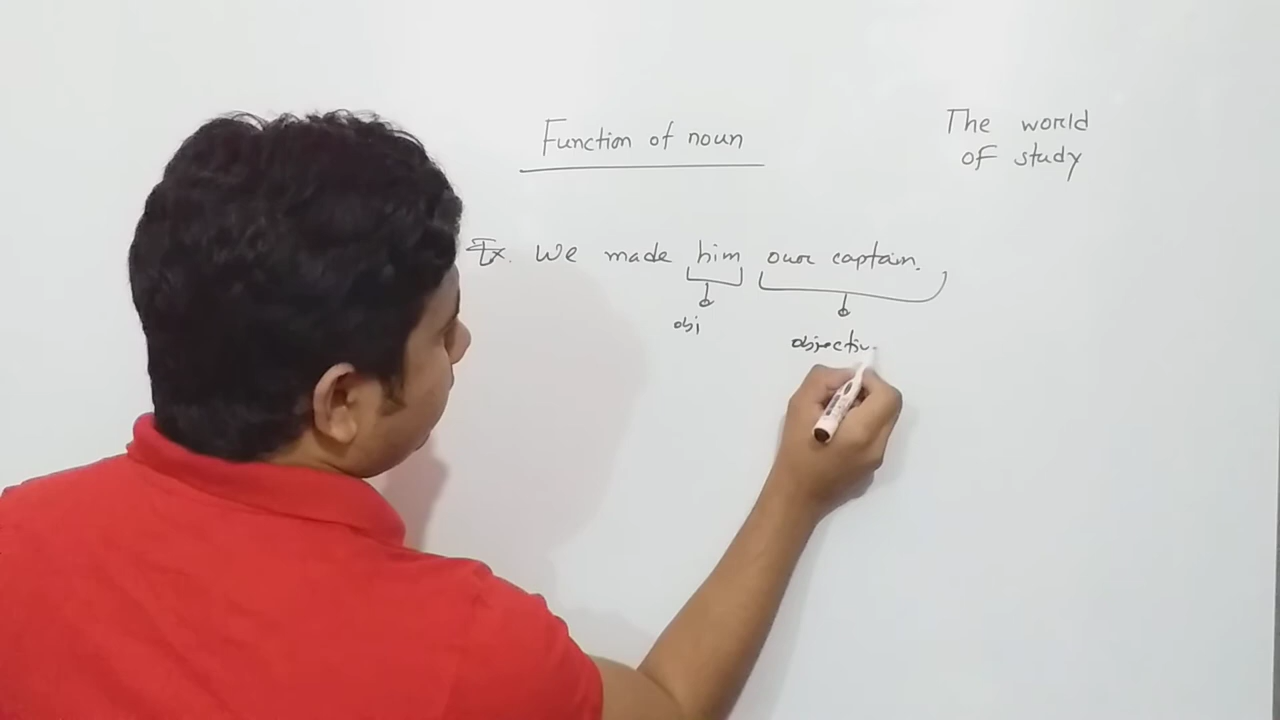 Function of noun
The world
of study
Ex. We made him our captain.
obj
objectiv